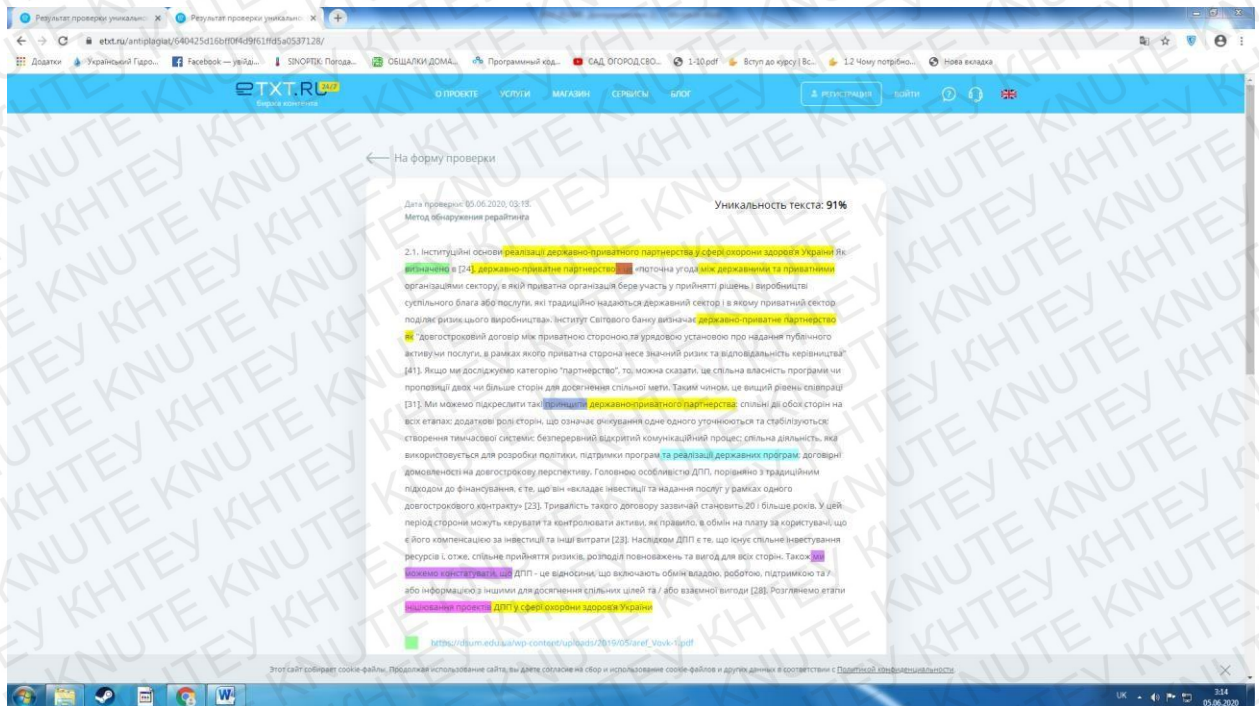 Результат проверки уникально
Результат проверки уникально
etxt.ru/antiplagiat/640425d16bff0f4d9f61ffd5a0537128/
Додатки
Український Гідро...
Facebook — увійді...
SINOPTIK: Погода...
ОБЩАЛКИ ДОМА...
Программный код...
САД, ОГОРОД,СВО...
1-10.pdf
Вступ до курсу | Вс...
1.2 Чому потрібно...
Нова вкладка
ETXT.RU 24/7
биржа контента
О ПРОЕКТЕ УСЛУГИ МАГАЗИН СЕРВИСЫ БЛОГ
РЕГИСТРАЦИЯ
ВОЙТИ
На форму проверки
Дата проверки: 05.06.2020, 03:13.
Метод обнаружения рерайтинга
Уникальность текста: 91%
2.1. Інституційні основи реалізації державно-приватного партнерства у сфері охорони здоров'я України Як
визначено в [24], державно-приватне партнерство - це «поточна угода між державними та приватними
організаціями сектору, в якій приватна організація бере участь у прийнятті рішень і виробництві
суспільного блага або послуги, які традиційно надаються державний сектор і в якому приватний сектор
поділяє ризик цього виробництва». Інститут Світового банку визначає державно-приватне партнерство
як "довгостроковий договір між приватною стороною та урядовою установою про надання публічного
активу чи послуги, в рамках якого приватна сторона несе значний ризик та відповідальність керівництва"
[41]. Якщо ми досліджуємо категорію "партнерство", то, можна сказати, це спільна власність програми чи
пропозиції двох чи більше сторін для досягнення спільної мети. Таким чином, це вищий рівень співпраці
[31]. Ми можемо підкреслити такі принципи державно-приватного партнерства: спільні дії обох сторін на
всіх етапах; додаткові ролі сторін, що означає очікування одне одного уточнюються та стабілізуються;
створення тимчасової системи; безперервний відкритий комунікаційний процес; спільна діяльність, яка
використовується для розробки політики, підтримки програм та реалізації державних програм; договірні
домовленості на довгострокову перспективу. Головною особливістю ДПП, порівняно з традиційним
підходом до фінансування, є те, що він «вкладає інвестиції та надання послуг у рамках одного
довгострокового контракту» [23]. Тривалість такого договору зазвичай становить 20 і більше років. У цей
період сторони можуть керувати та контролювати активи, як правило, в обмін на плату за користувачі, що
є його компенсацією за інвестиції та інші витрати [23]. Наслідком ДПП є те, що існує спільне інвестування
ресурсів і, отже, спільне прийняття ризиків, розподіл повноважень та вигод для всіх сторін. Також ми
можемо констатувати, що ДПП - це відносини, що включають обмін владою, роботою, підтримкою та /
або інформацією з іншими для досягнення спільних цілей та / або взаємної вигоди [28]. Розглянемо етапи
ініціювання проектів ДПП у сфері охорони здоров'я України
https://dsum.edu.ua/wp-content/uploads/2019/05/aref_Vovk-1.pdf
Этот сайт собирает cookie-файлы. Продолжая использование сайта, вы даете согласие на сбор и использование cookie-файлов и других данных в соответствии с Политикой конфиденциальности.
UK
3:14
05.06.2020